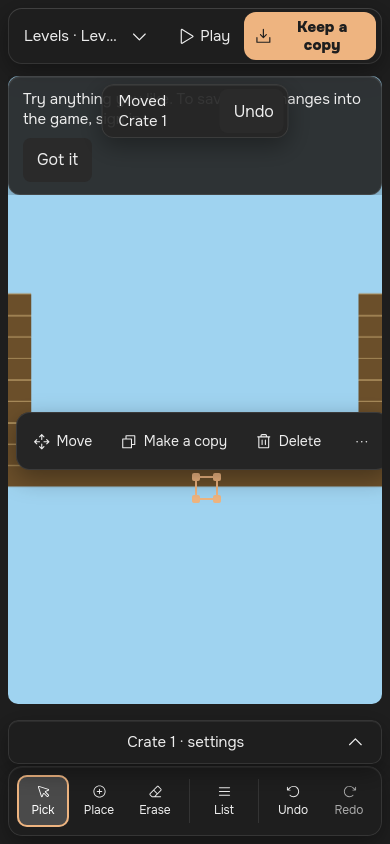 Levels · Lev...
Play
Keep a
copy
Try anything To sav anges into
the game, s
Moved
Crate 1
Undo
Got it
Move
Make a copy
Delete
...
Crate 1 · settings
Pick
Place
Erase
List
Undo
Redo